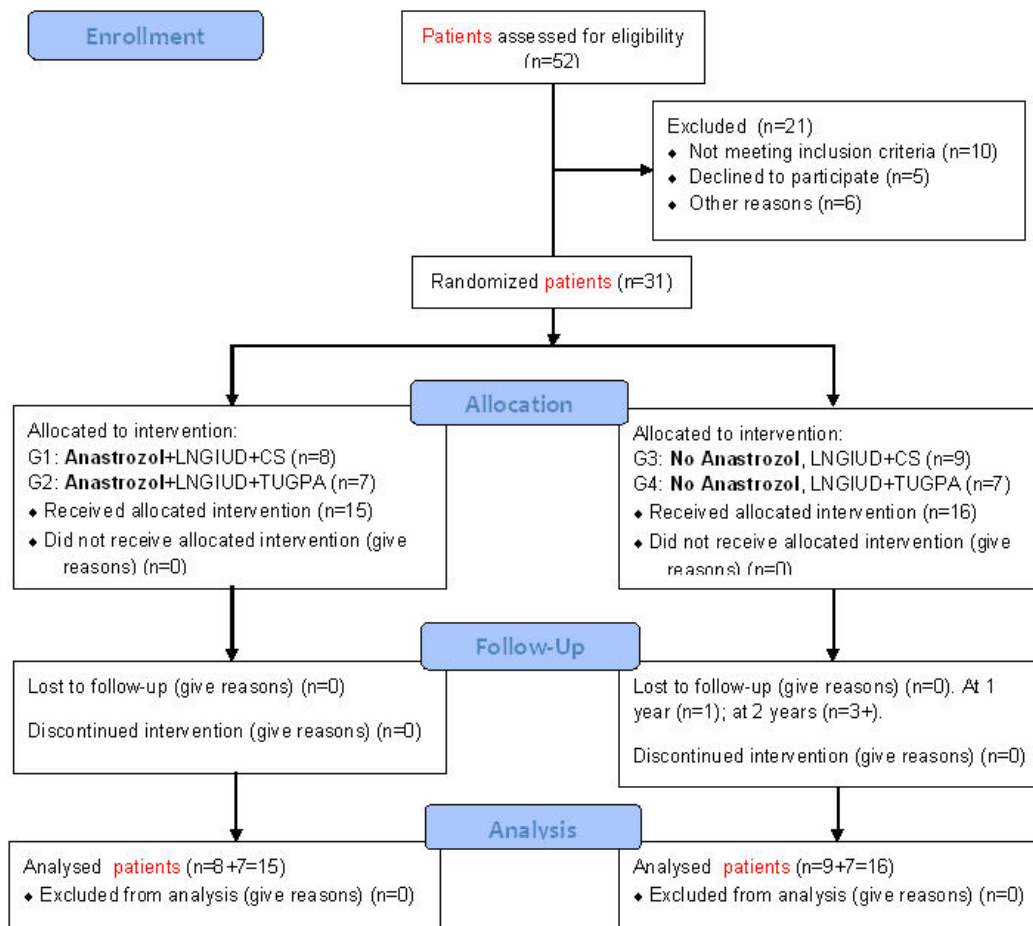 Enrollment
Patients assessed for eligibility
(n=52)
Excluded (n=21)
♦ Not meeting inclusion criteria (n=10)
♦ Declined to participate (n=5)
♦ Other reasons (n=6)
Randomized patients (n=31)
Allocation
Allocated to intervention:
G1: Anastrozol+LNGIUD+CS (n=8)
G2: Anastrozol+LNGIUD+TUGPA (n=7)
♦ Received allocated intervention (n=15)
♦ Did not receive allocated intervention (give
reasons) (n=0)
Allocated to intervention:
G3: No Anastrozol, LNGIUD+CS (n=9)
G4: No Anastrozol, LNGIUD+TUGPA (n=7)
♦ Received allocated intervention (n=16)
♦ Did not receive allocated intervention (give
reasons) (n=0)
Follow-Up
Lost to follow-up (give reasons) (n=0)
Discontinued intervention (give reasons) (n=0)
Lost to follow-up (give reasons) (n=0). At 1
year (n=1); at 2 years (n=3+).
Discontinued intervention (give reasons) (n=0)
Analysis
Analysed patients (n=8+7=15)
♦ Excluded from analysis (give reasons) (n=0)
Analysed patients (n=9+7=16)
♦ Excluded from analysis (give reasons) (n=0)